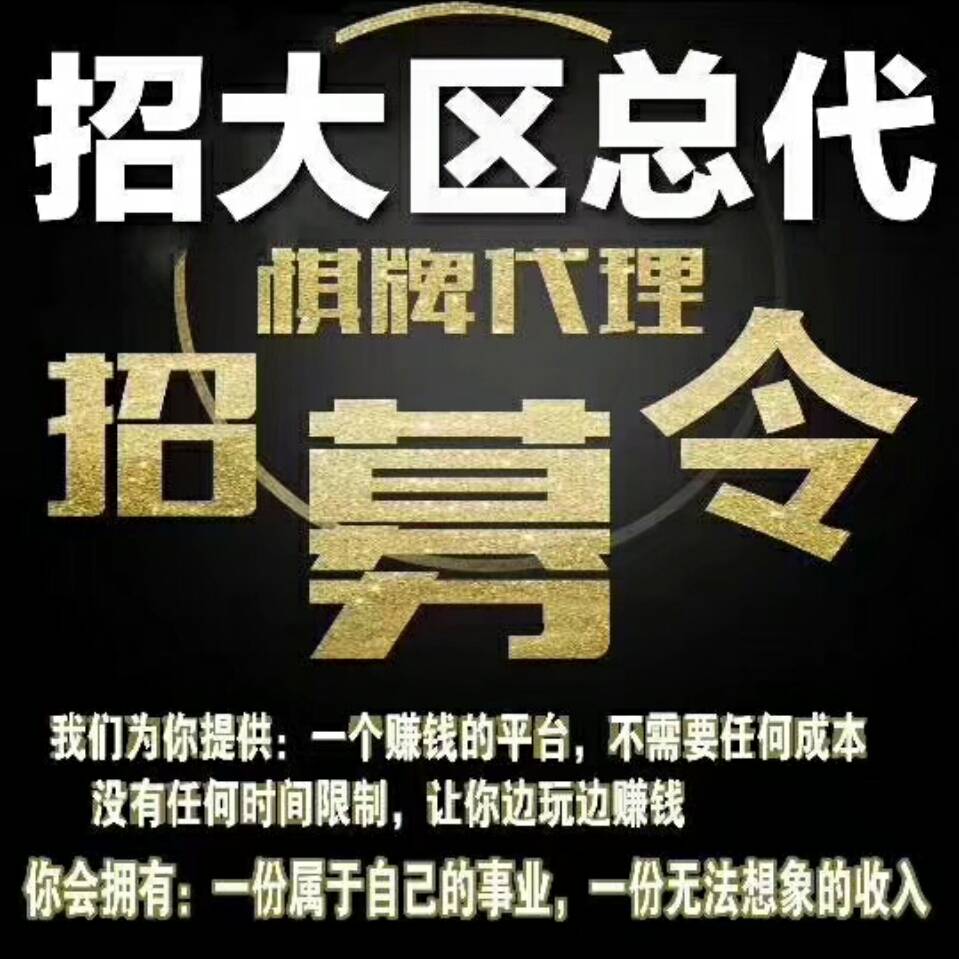 招大区总代
棋牌代理
招募令
我们为你提供：一个赚钱的平台，不需要任何成本
没有任何时间限制，让你边玩边赚钱
你会拥有：一份属于自己的事业，一份无法想象的收入